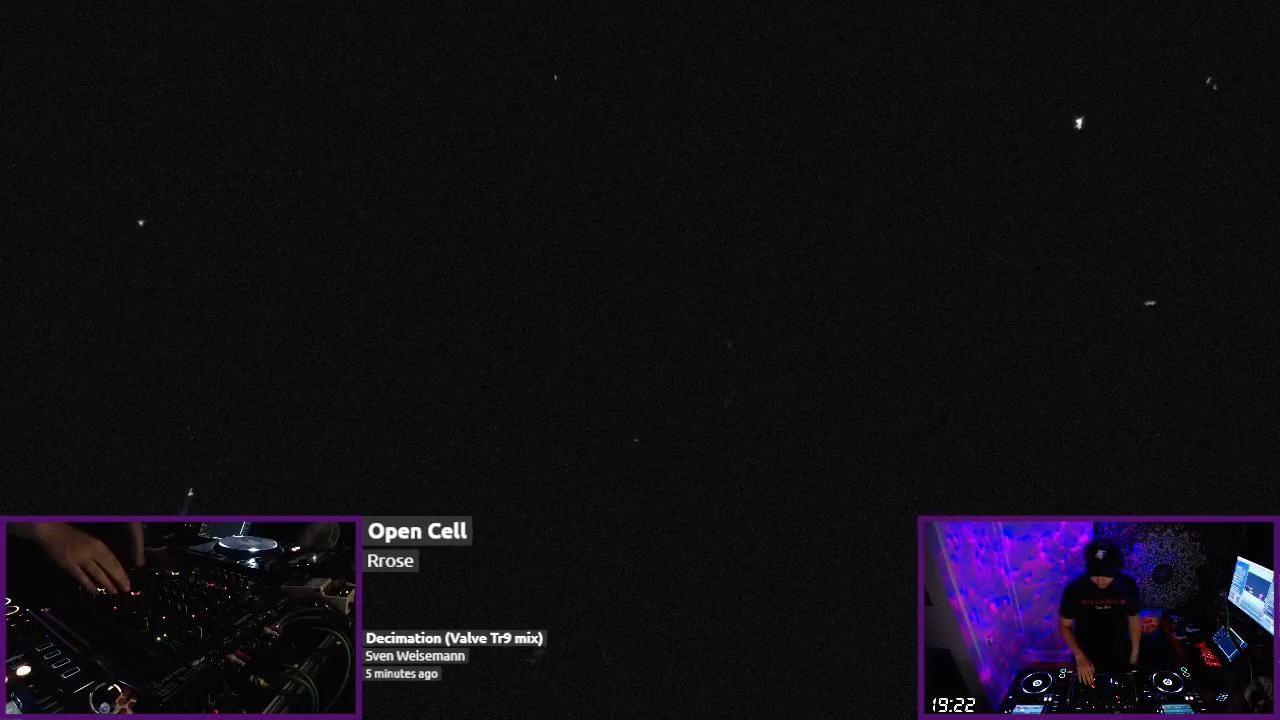 Open Cell
Rrose
Decimation (Valve Tr9 mix)
Sven Weisemann
5 minutes ago
19:22